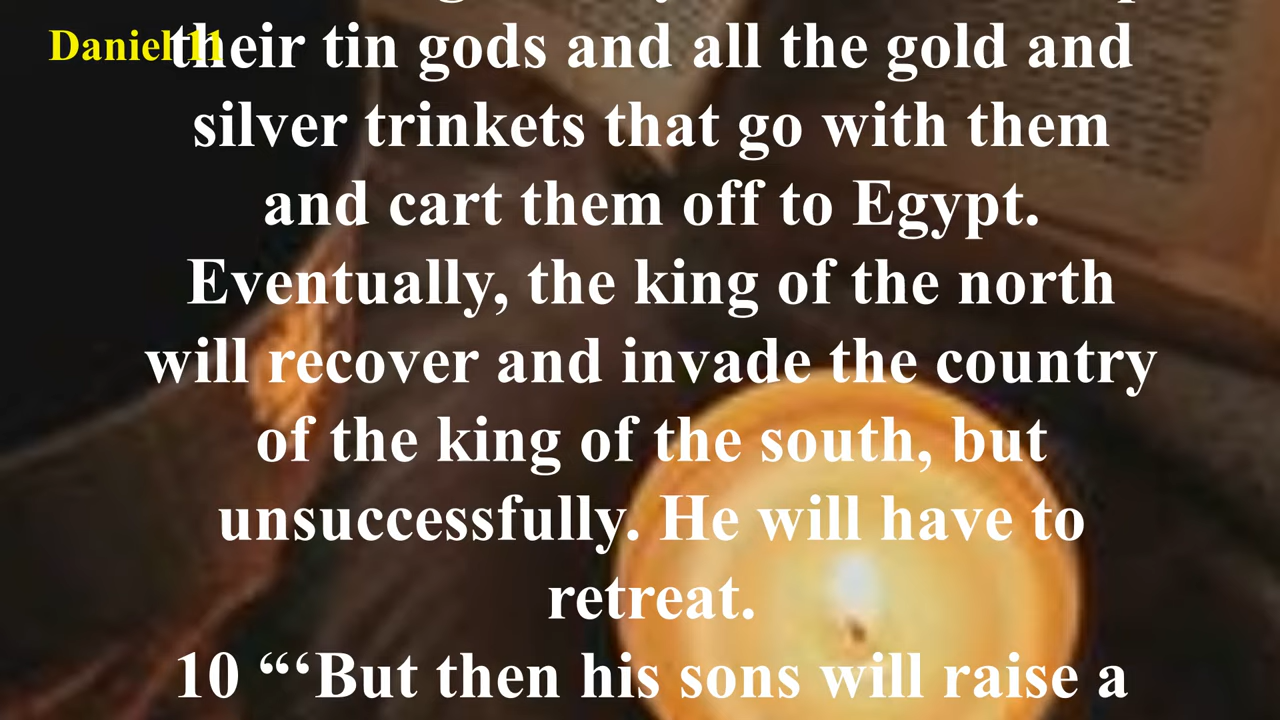 Daniel 11
their tin gods and all the gold and
silver trinkets that go with them
and cart them off to Egypt.
Eventually, the king of the north
will recover and invade the country
of the king of the south, but
unsuccessfully. He will have to
retreat.
10 “‘But then his sons will raise a